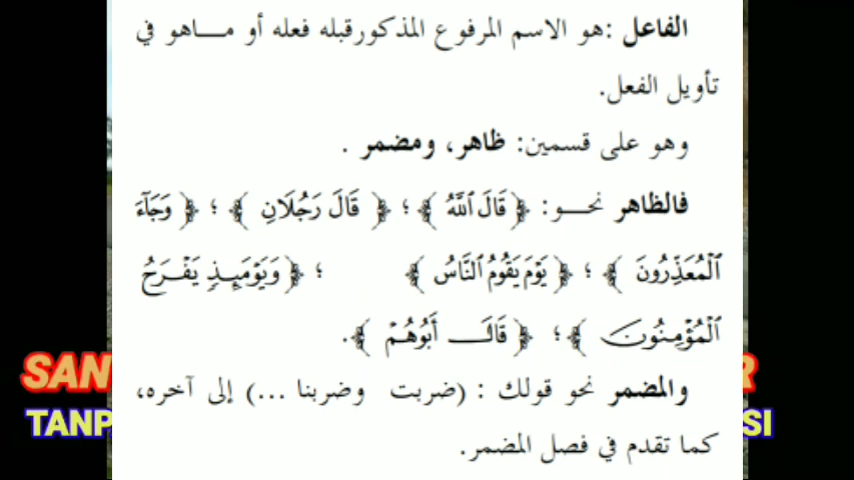 الفاعل :هو الاسم المرفوع المذكورقبله فعله أو مـــاهو في
تأويل الفعل.
وهو على قسمين: ظاهر، ومضمر .
فالظاهر نحـــو: ﴿ قَالَ ٱللَّهُ ﴾؛ ﴿ قَالَ رَجُلَانِ ﴾ ؛ ﴿ وَجَآءَ
ٱلْمُعَذِّرُونَ ﴾ ؛ ﴿ يَوْمَ يَقُومُ ٱلنَّاسُ ﴾ ؛ ﴿ وَيَوْمَئِذٍ يَفْرَحُ
ٱلْمُؤْمِنُونَ ﴾؛ ﴿ قَالَ أَبُوهُمْ ﴾.
والمضمر نحو قولك : (ضربت وضربنا ...) إلى آخره،
كما تقدم في فصل المضمر.
SAN R
TANP SI